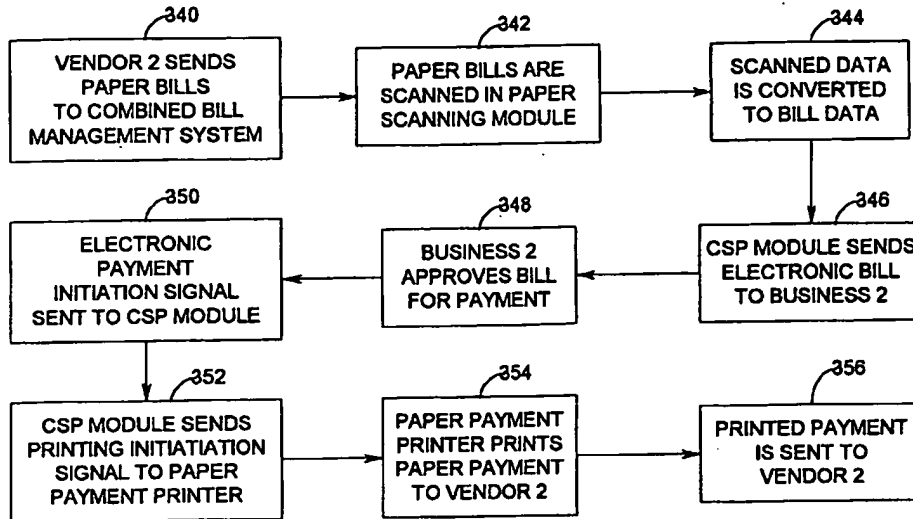 340
VENDOR 2 SENDS
PAPER BILLS
TO COMBINED BILL
MANAGEMENT SYSTEM
342
PAPER BILLS ARE
SCANNED IN PAPER
SCANNING MODULE
344
SCANNED DATA
IS CONVERTED
TO BILL DATA
346
CSP MODULE SENDS
ELECTRONIC BILL
TO BUSINESS 2
348
BUSINESS 2
APPROVES BILL
FOR PAYMENT
350
ELECTRONIC
PAYMENT
INITIATION SIGNAL
SENT TO CSP MODULE
352
CSP MODULE SENDS
PRINTING INITIATIATION
SIGNAL TO PAPER
PAYMENT PRINTER
354
PAPER PAYMENT
PRINTER PRINTS
PAPER PAYMENT
TO VENDOR 2
356
PRINTED PAYMENT
IS SENT TO
VENDOR 2